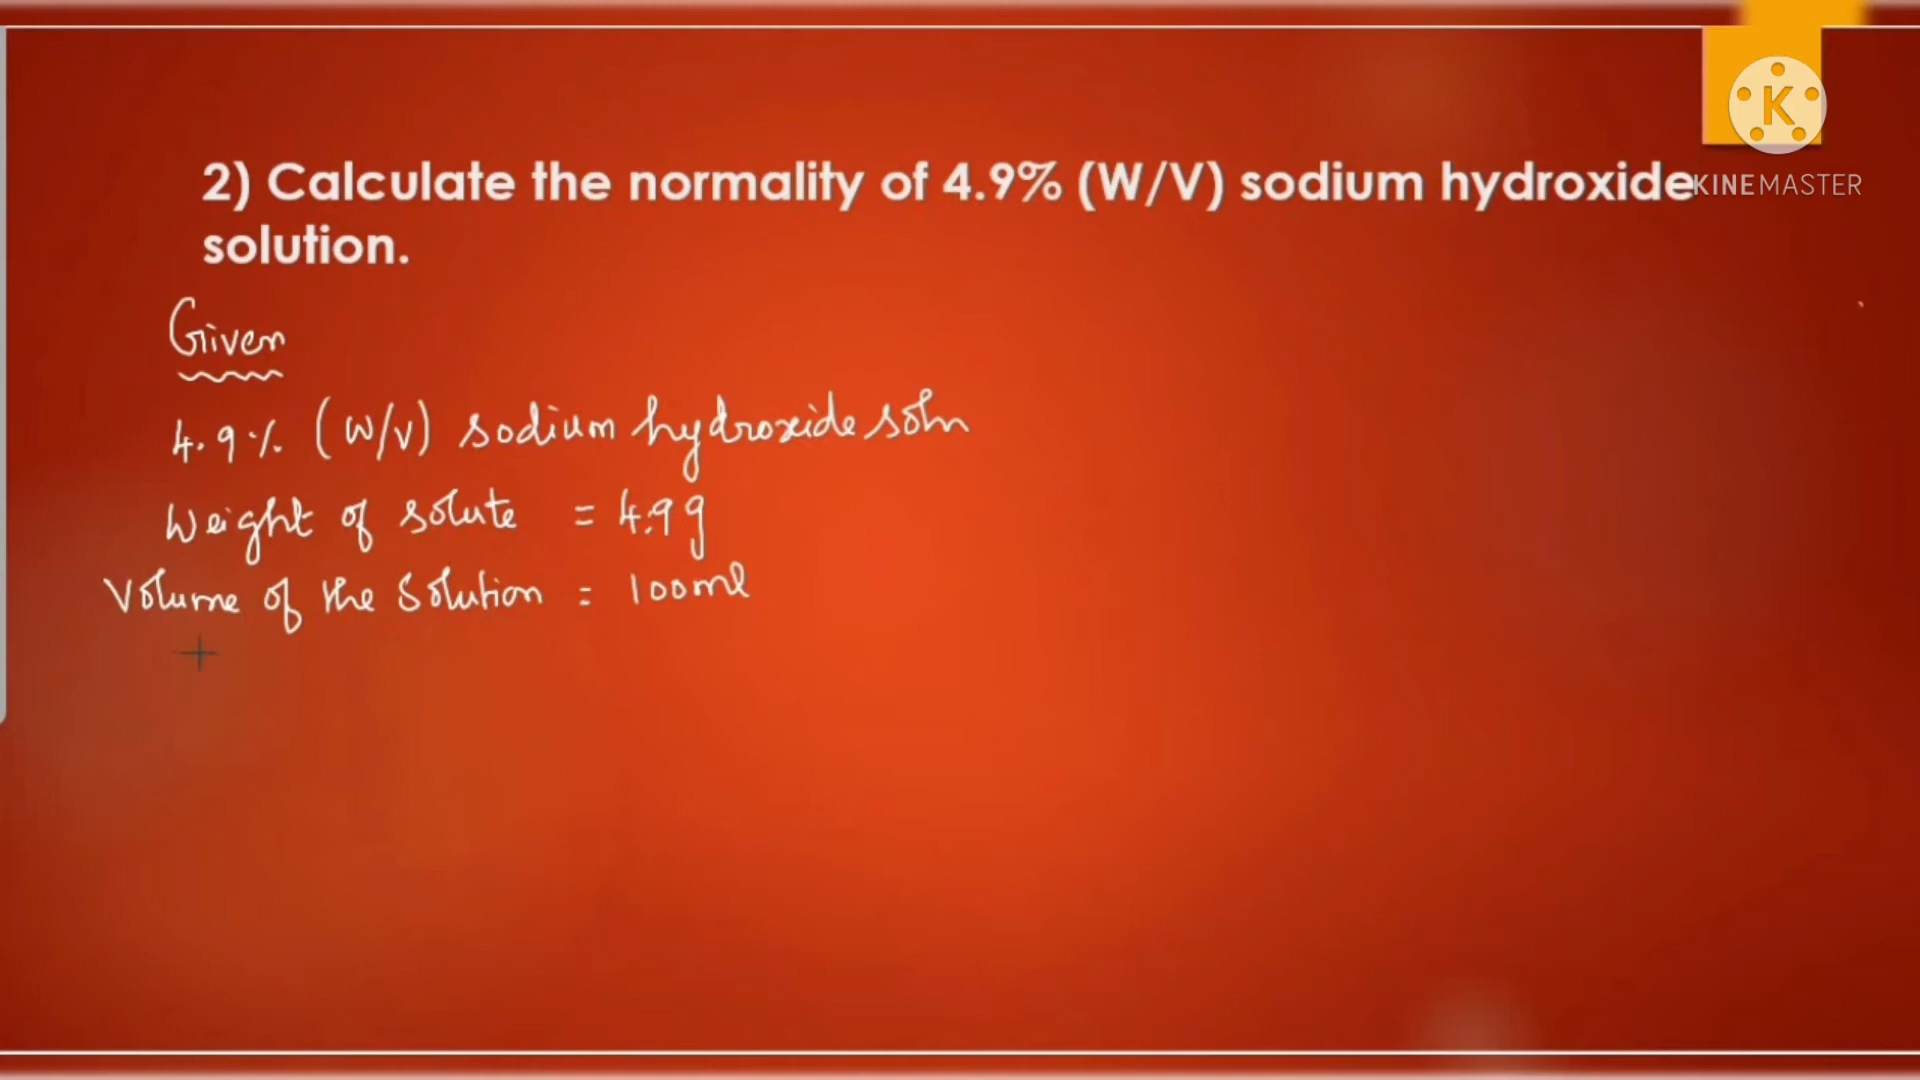 2) Calculate the normality of 4.9% (W/V) sodium hydroxide
solution.
K
KINEMASTER
Given
4.9% (W/V) sodium hydroxide soln
Weight of solute = 4.9g
Volume of the solution = 100ml